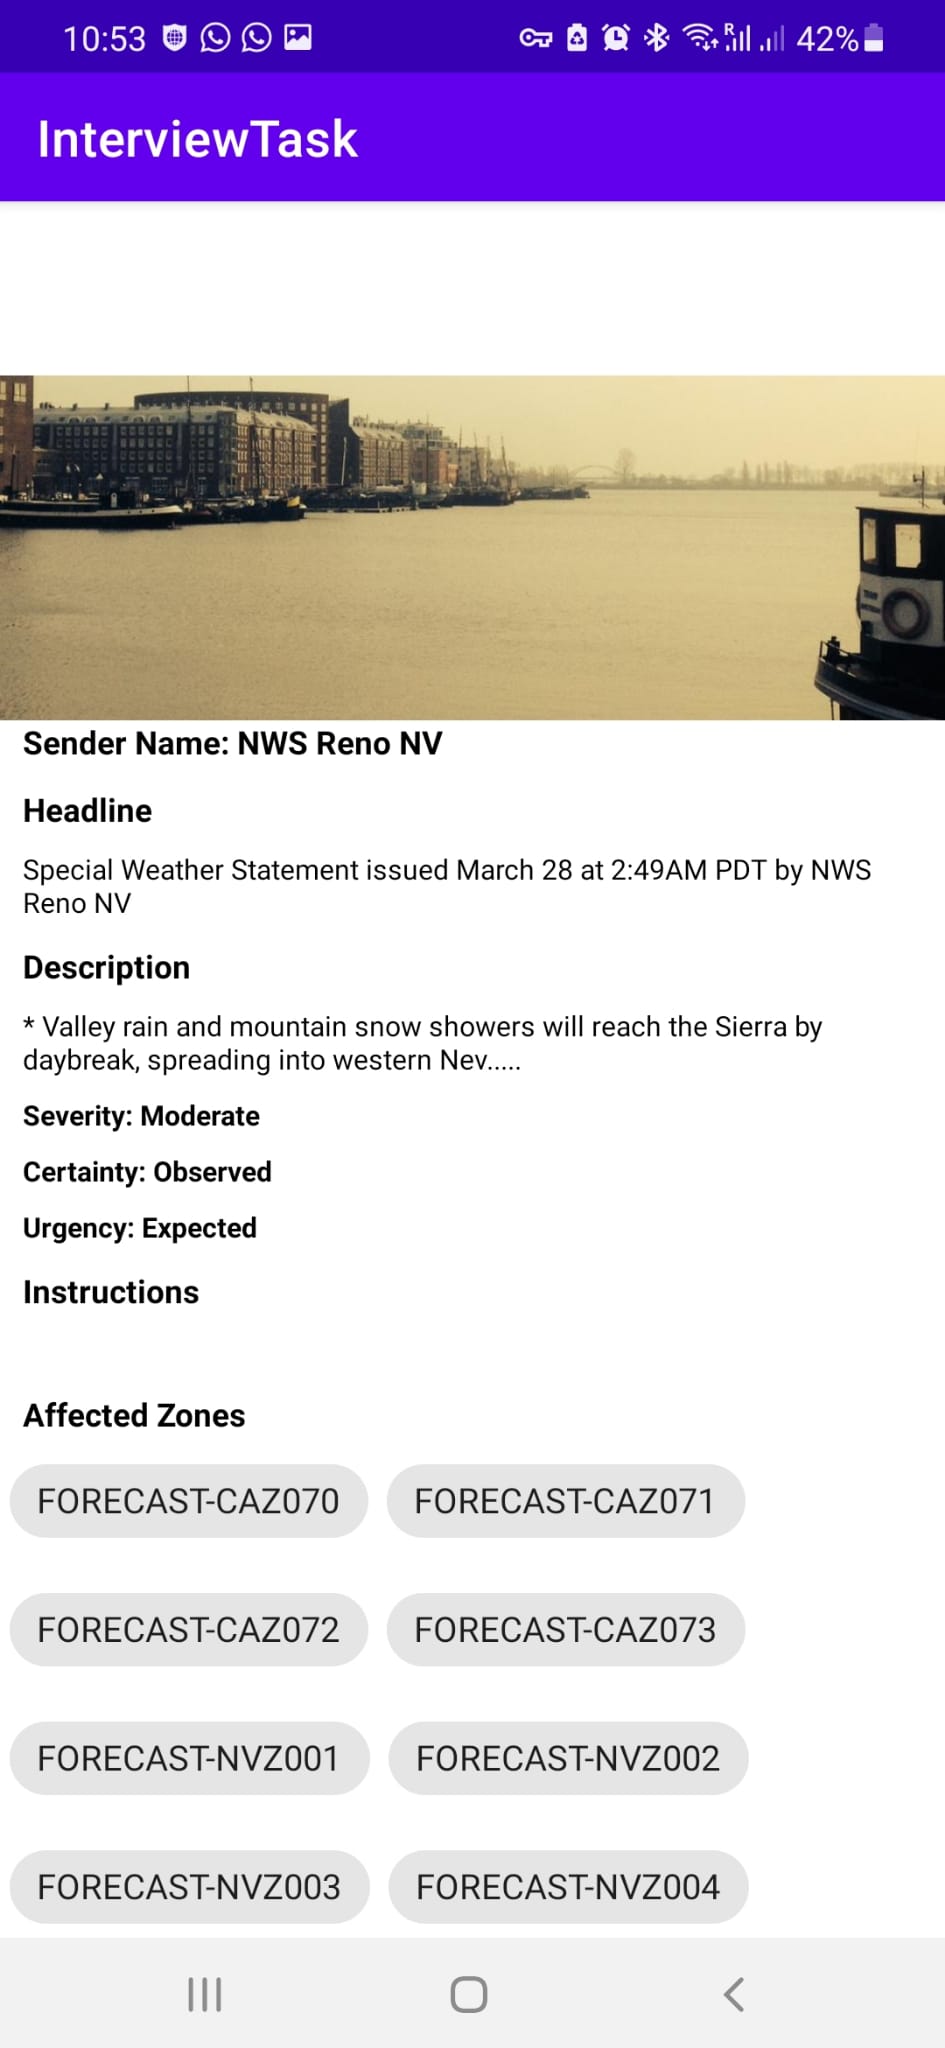 10:53
R
42%
InterviewTask
Sender Name: NWS Reno NV
Headline
Special Weather Statement issued March 28 at 2:49AM PDT by NWS
Reno NV
Description
* Valley rain and mountain snow showers will reach the Sierra by
daybreak, spreading into western Nev.....
Severity: Moderate
Certainty: Observed
Urgency: Expected
Instructions
Affected Zones
FORECAST-CAZ070 FORECAST-CAZ071
FORECAST-CAZ072 FORECAST-CAZ073
FORECAST-NVZ001 FORECAST-NVZ002
FORECAST-NVZ003 FORECAST-NVZ004